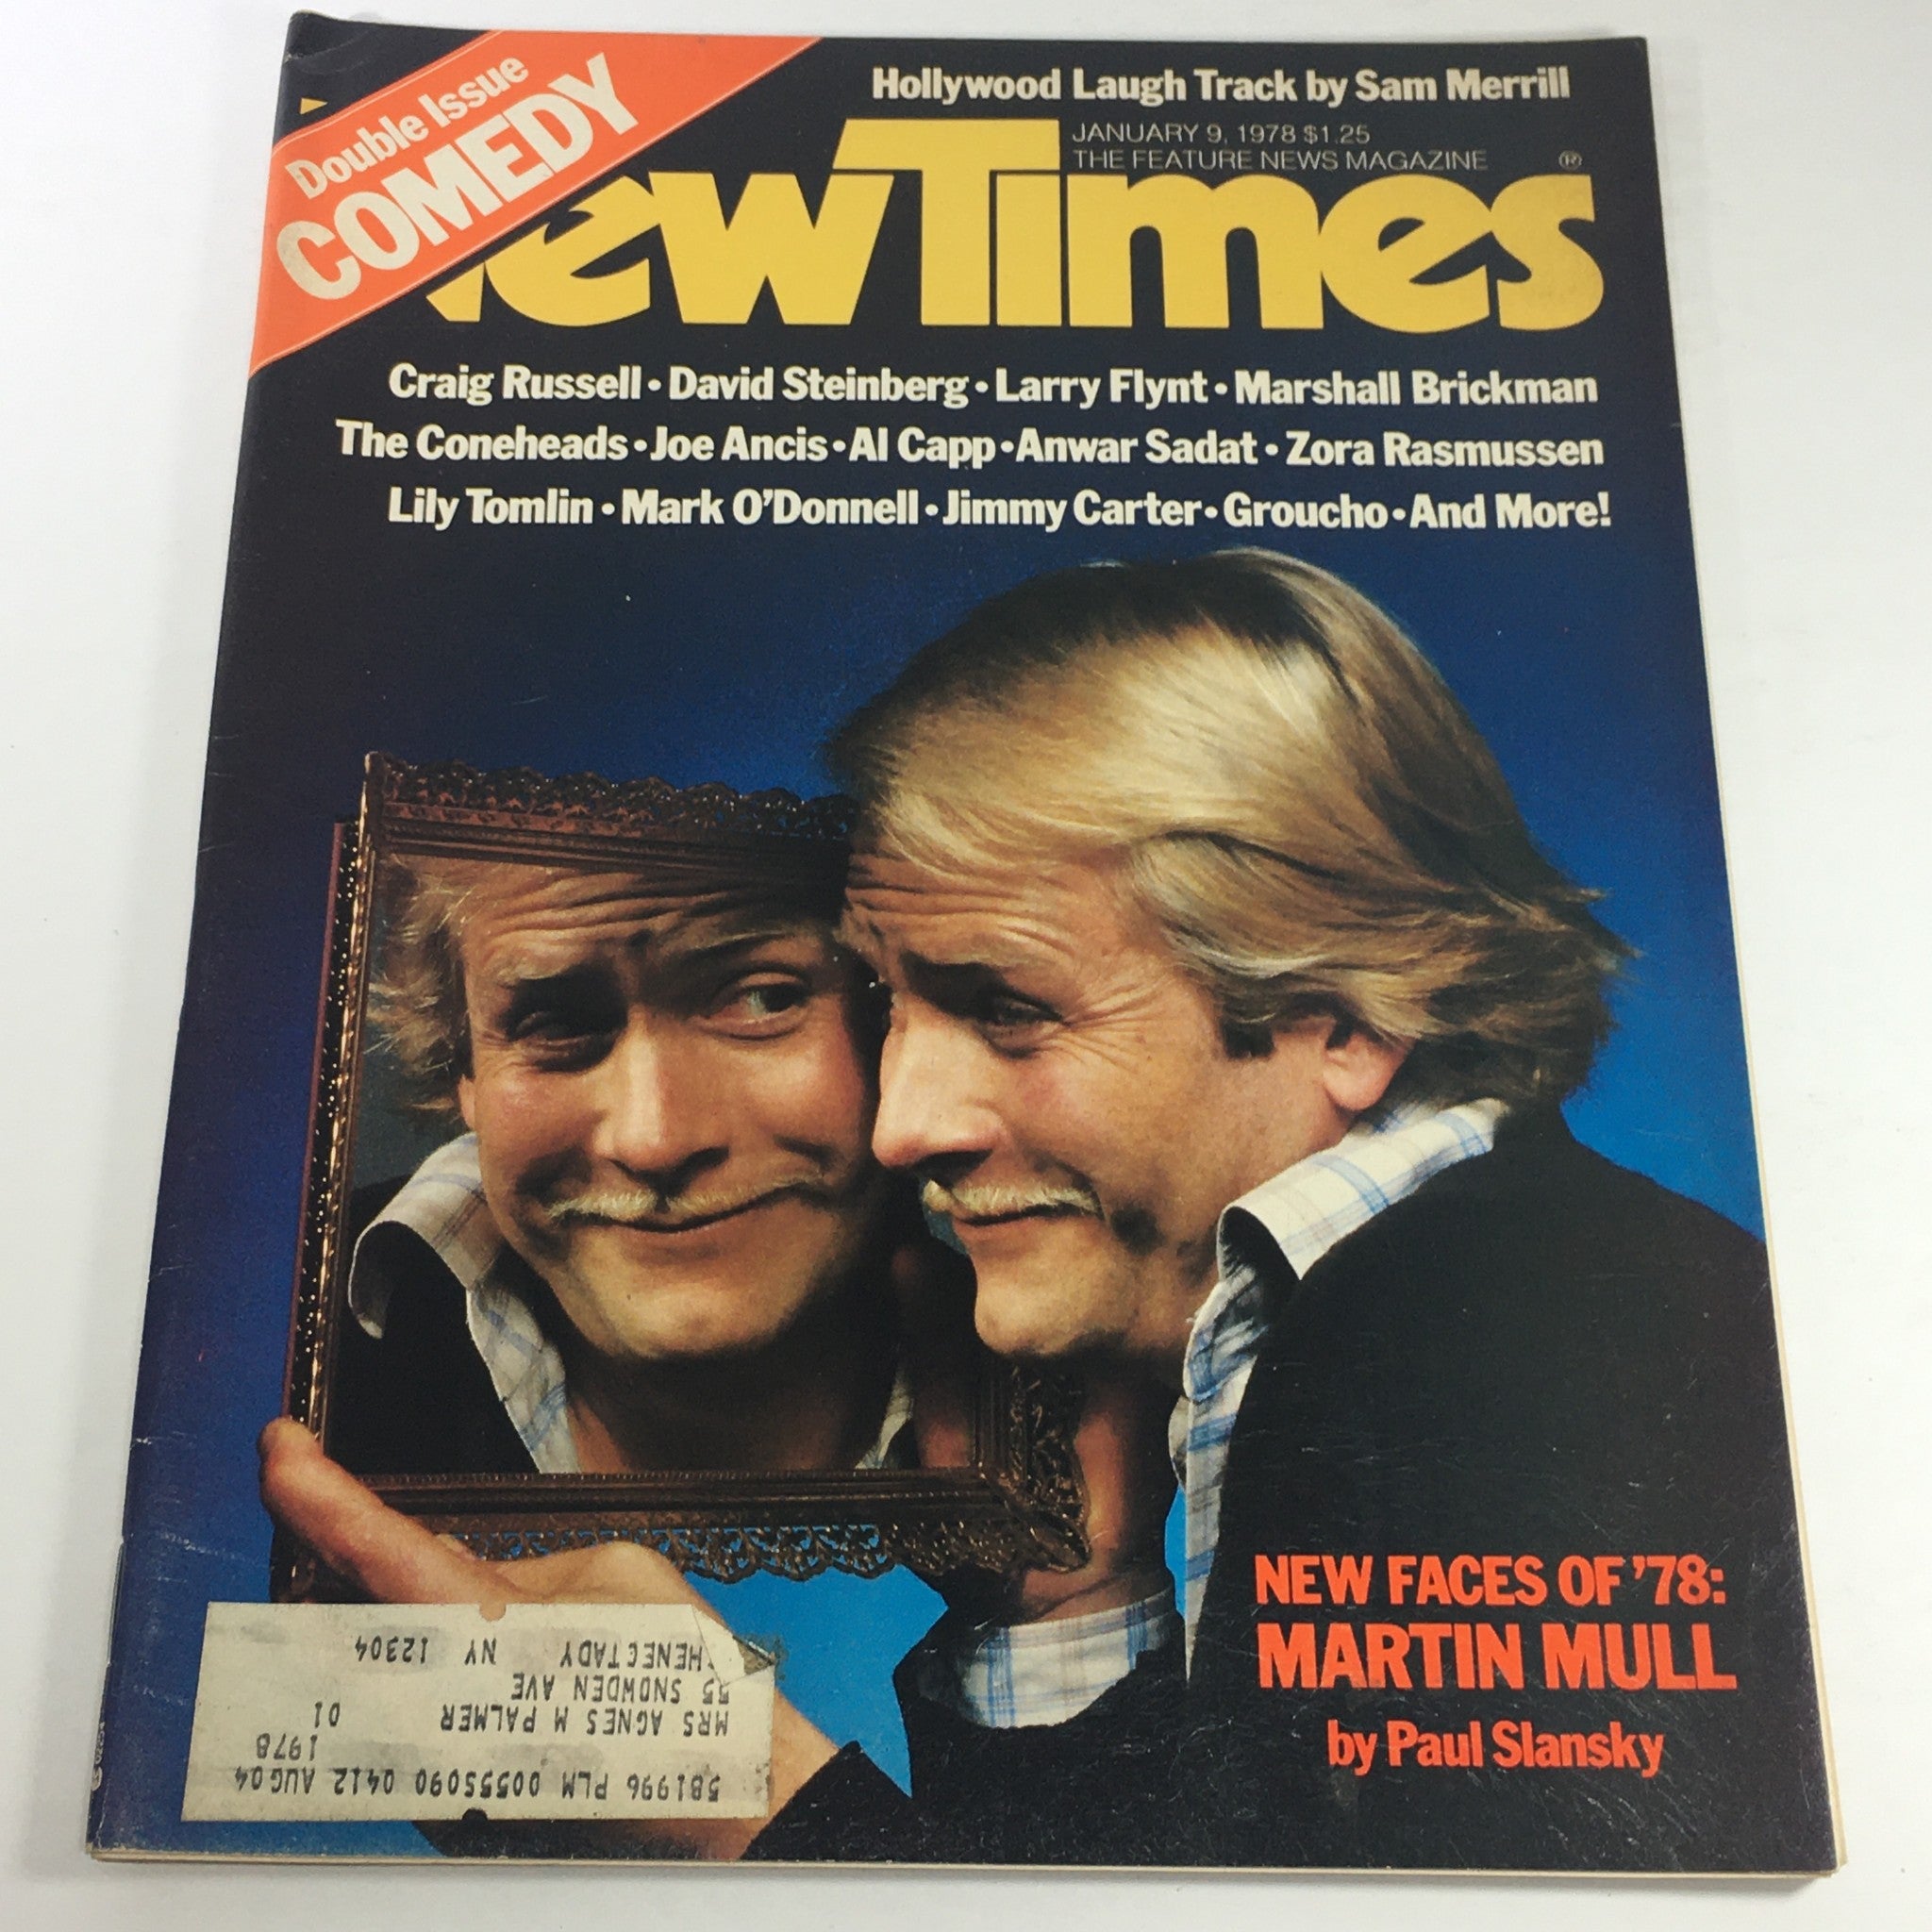 Double Issue
COMEDY
Hollywood Laugh Track by Sam Merrill
JANUARY 9, 1978 $1.25
THE FEATURE NEWS MAGAZINE
ewTimes®
Craig Russell • David Steinberg • Larry Flynt • Marshall Brickman
The Coneheads • Joe Ancis • Al Capp • Anwar Sadat • Zora Rasmussen
Lily Tomlin • Mark O'Donnell • Jimmy Carter • Groucho • And More!
NEW FACES OF '78:
MARTIN MULL
by Paul Slansky
581996 PLM 00555090 0412 AUG04
1978
MRS AGNES M PALMER 01
55 SNOWDEN AVE
HENECTADY NY 12304